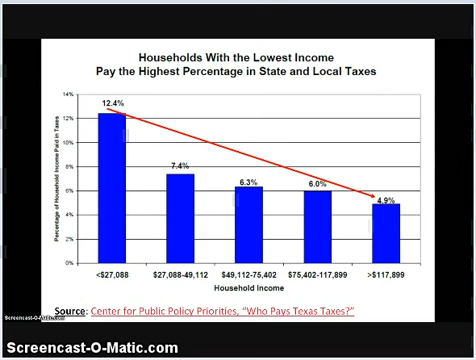 Households With the Lowest Income
Pay the Highest Percentage in State and Local Taxes
Percentage of Household Income Paid in Taxes
14%
12%
10%
8%
6%
4%
2%
0%
12.4%
7.4%
6.3%
6.0%
4.9%
<$27,088
$27,088-49,112
$49,112-75,402
$75,402-117,899
>$117,899
Household Income
Source: Center for Public Policy Priorities, “Who Pays Texas Taxes?”
Screencast-O-Matic.com
Screencast-O-Matic.com